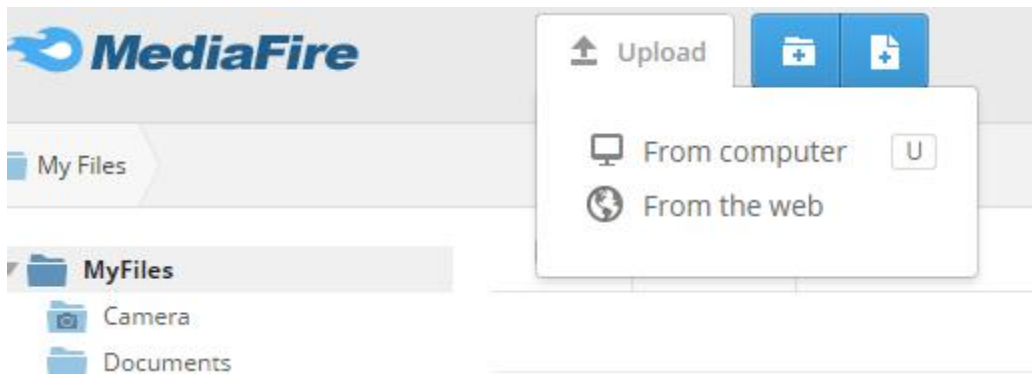 MediaFire
Upload
From computer U
From the web
My Files
MyFiles
Camera
Documents